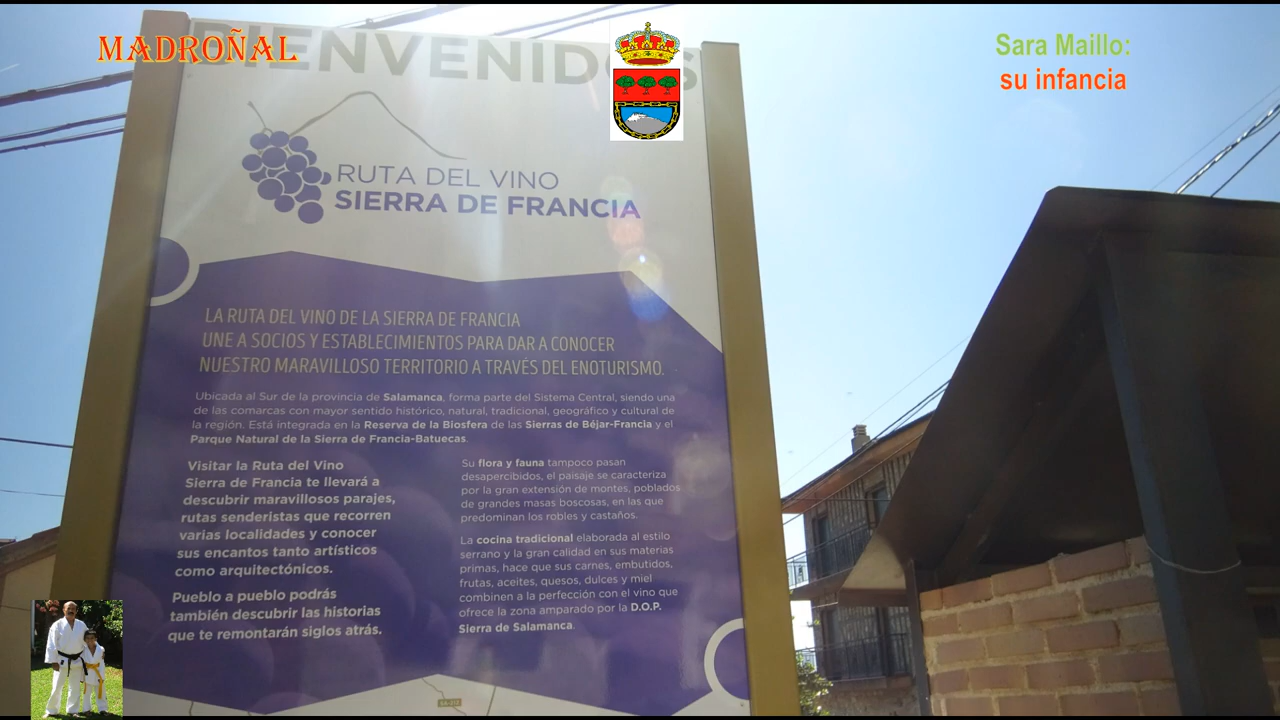 MADROÑAL
Sara Maillo:
su infancia
BIENVENIDOS
RUTA DEL VINO
SIERRA DE FRANCIA
LA RUTA DEL VINO DE LA SIERRA DE FRANCIA
UNE A SOCIOS Y ESTABLECIMIENTOS PARA DAR A CONOCER
NUESTRO MARAVILLOSO TERRITORIO A TRAVÉS DEL ENOTURISMO.
Ubicada al Sur de la provincia de Salamanca, forma parte del Sistema Central, siendo una
de las comarcas con mayor sentido histórico, natural, tradicional, geográfico y cultural de
la región. Está integrada en la Reserva de la Biosfera de las Sierras de Béjar-Francia y el
Parque Natural de la Sierra de Francia-Batuecas.
Visitar la Ruta del Vino
Sierra de Francia te llevará a
descubrir maravillosos parajes,
rutas senderistas que recorren
varias localidades y conocer
sus encantos tanto artísticos
como arquitectónicos.
Pueblo a pueblo podrás
también descubrir las historias
que te remontarán siglos atrás.
Su flora y fauna tampoco pasan
desapercibidos, el paisaje se caracteriza
por la gran extensión de montes, poblados
de grandes masas boscosas, en las que
predominan los robles y castaños.
La cocina tradicional elaborada al estilo
serrano y la gran calidad en sus materias
primas, hace que sus carnes, embutidos,
frutas, aceites, quesos, dulces y miel
combinen a la perfección con el vino que
ofrece la zona amparado por la D.O.P.
Sierra de Salamanca.